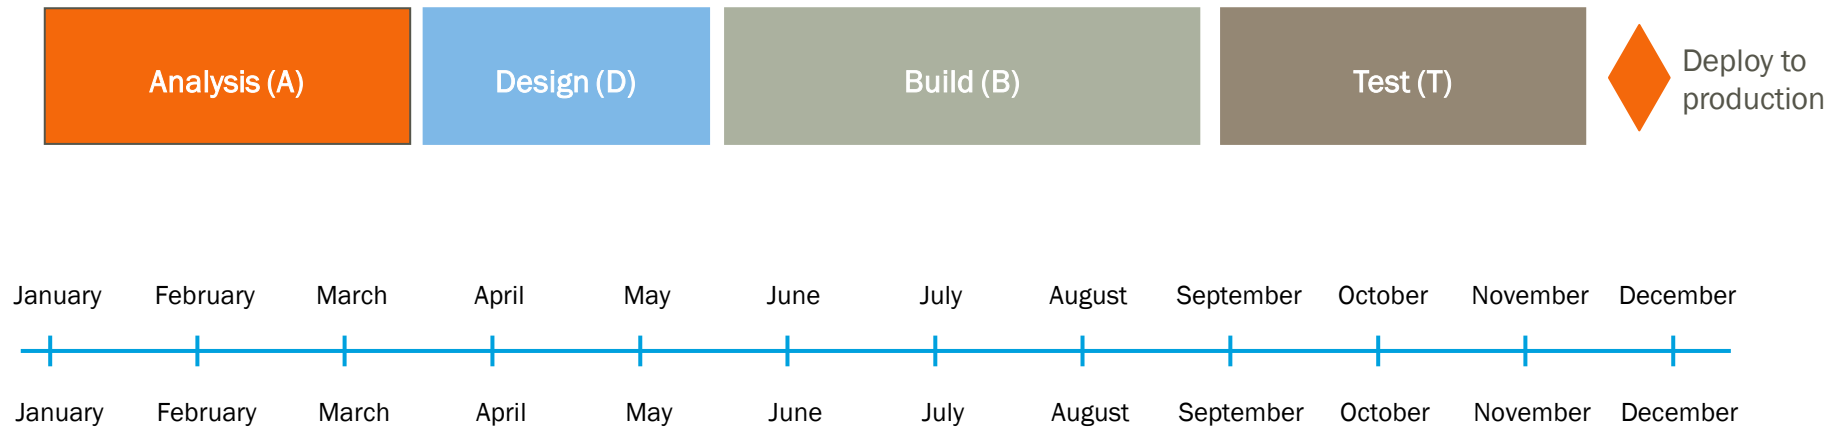 Analysis (A)
Design (D)
Build (B)
Test (T)
Deploy to
production
January February March April May June July August September October November December
January February March April May June July August September October November December